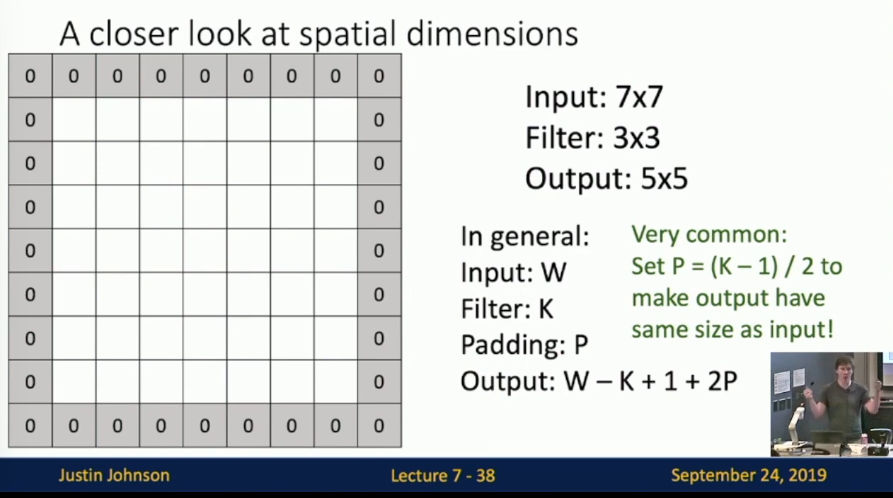 A closer look at spatial dimensions
0 0 0 0 0 0 0 0 0
0 0
0 0
0 0
0 0
0 0
0 0
0 0
0 0 0 0 0 0 0 0 0
Input: 7x7
Filter: 3x3
Output: 5x5
In general:
Input: W
Filter: K
Padding: P
Output: W – K + 1 + 2P
Very common:
Set P = (K – 1) / 2 to
make output have
same size as input!
Justin Johnson
Lecture 7 - 38
September 24, 2019